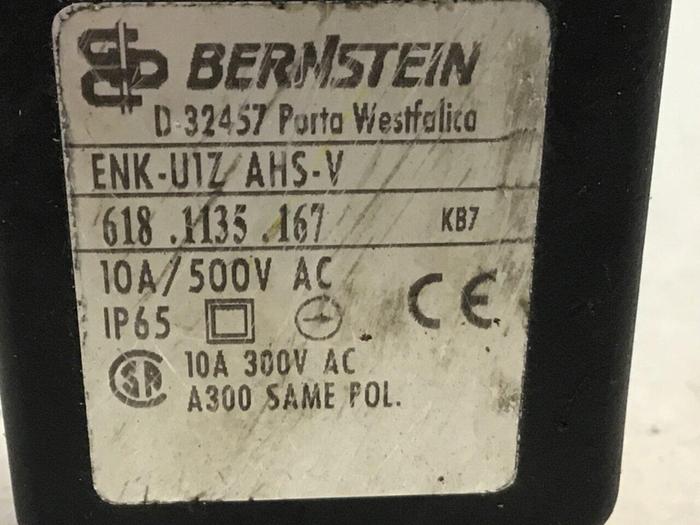 BERNSTEIN
D-32457 Porta Westfalica
ENK-U1Z AHS-V
618.1135.167 KB7
10A/500V AC
IP65 CE
10A 300V AC
A300 SAME POL.